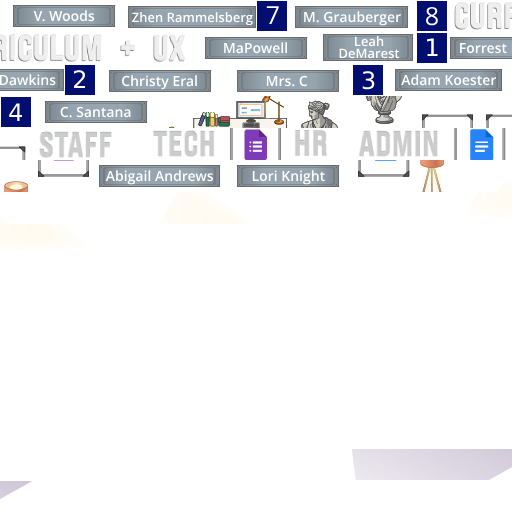 V. Woods
Zhen Rammelsberg
7
M. Grauberger
8
CURR
RICULUM + UX
MaPowell
Leah
DeMarest
1
Forrest
Dawkins
2
Christy Eral
Mrs. C
3
Adam Koester
4
C. Santana
STAFF
TECH
HR
ADMIN
Abigail Andrews
Lori Knight